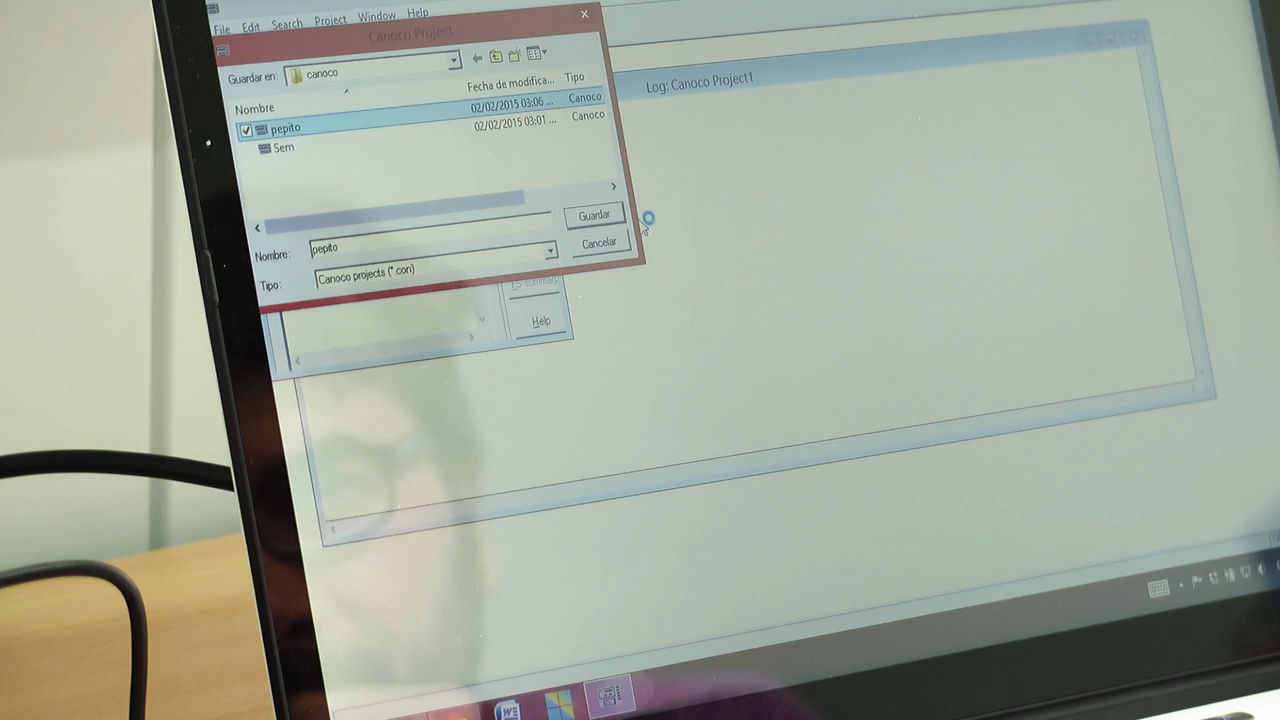 File Edit Search Project Window Help
Canoco Project
Guardar en: canoco
Nombre Fecha de modifica... Tipo
pepito 02/02/2015 03:06 ... Canoco
Sem 02/02/2015 03:01 ... Canoco
Nombre: pepito Guardar
Tipo: Canoco projects (*.con) Cancelar
Log: Canoco Project1
FS summary
Help